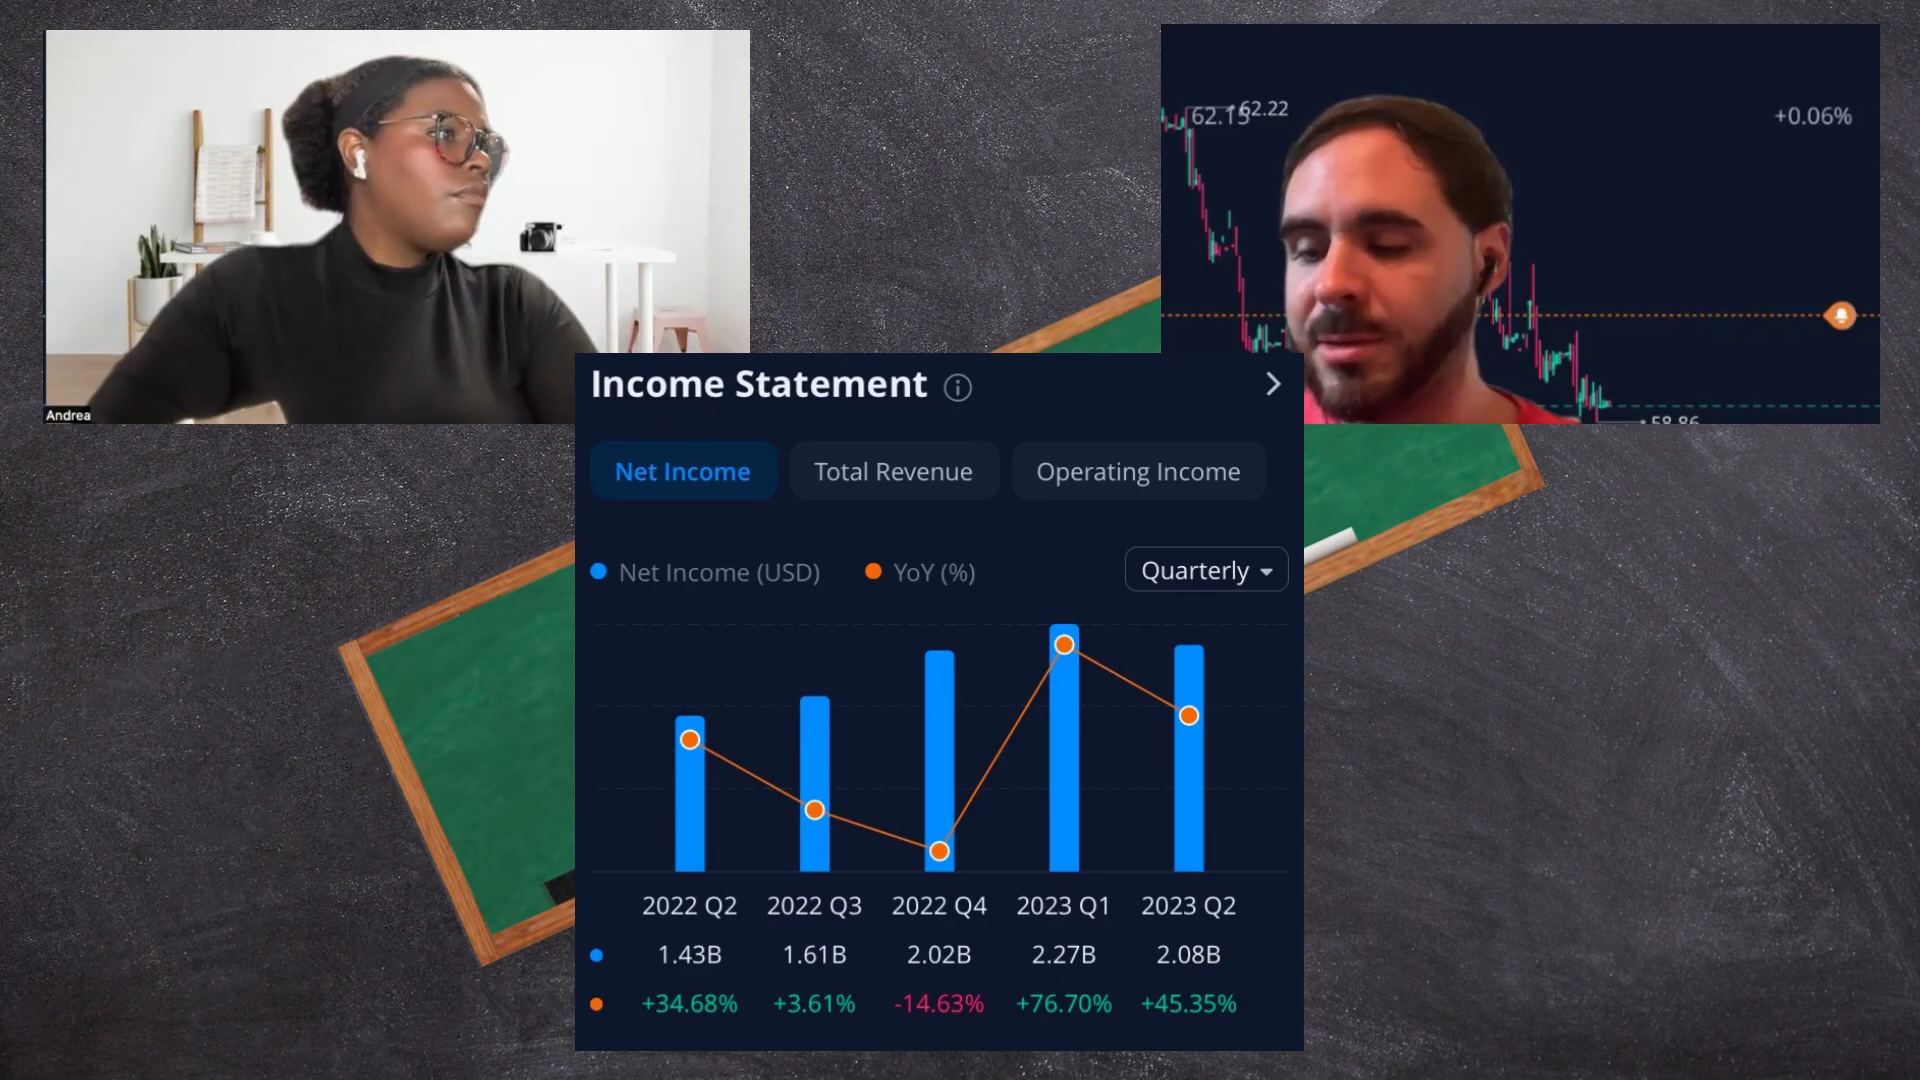 Andrea
62.15
62.22
+0.06%
58.86
Income Statement
Net Income Total Revenue Operating Income
Net Income (USD) YoY (%) Quarterly
2022 Q2 2022 Q3 2022 Q4 2023 Q1 2023 Q2
1.43B 1.61B 2.02B 2.27B 2.08B
+34.68% +3.61% -14.63% +76.70% +45.35%